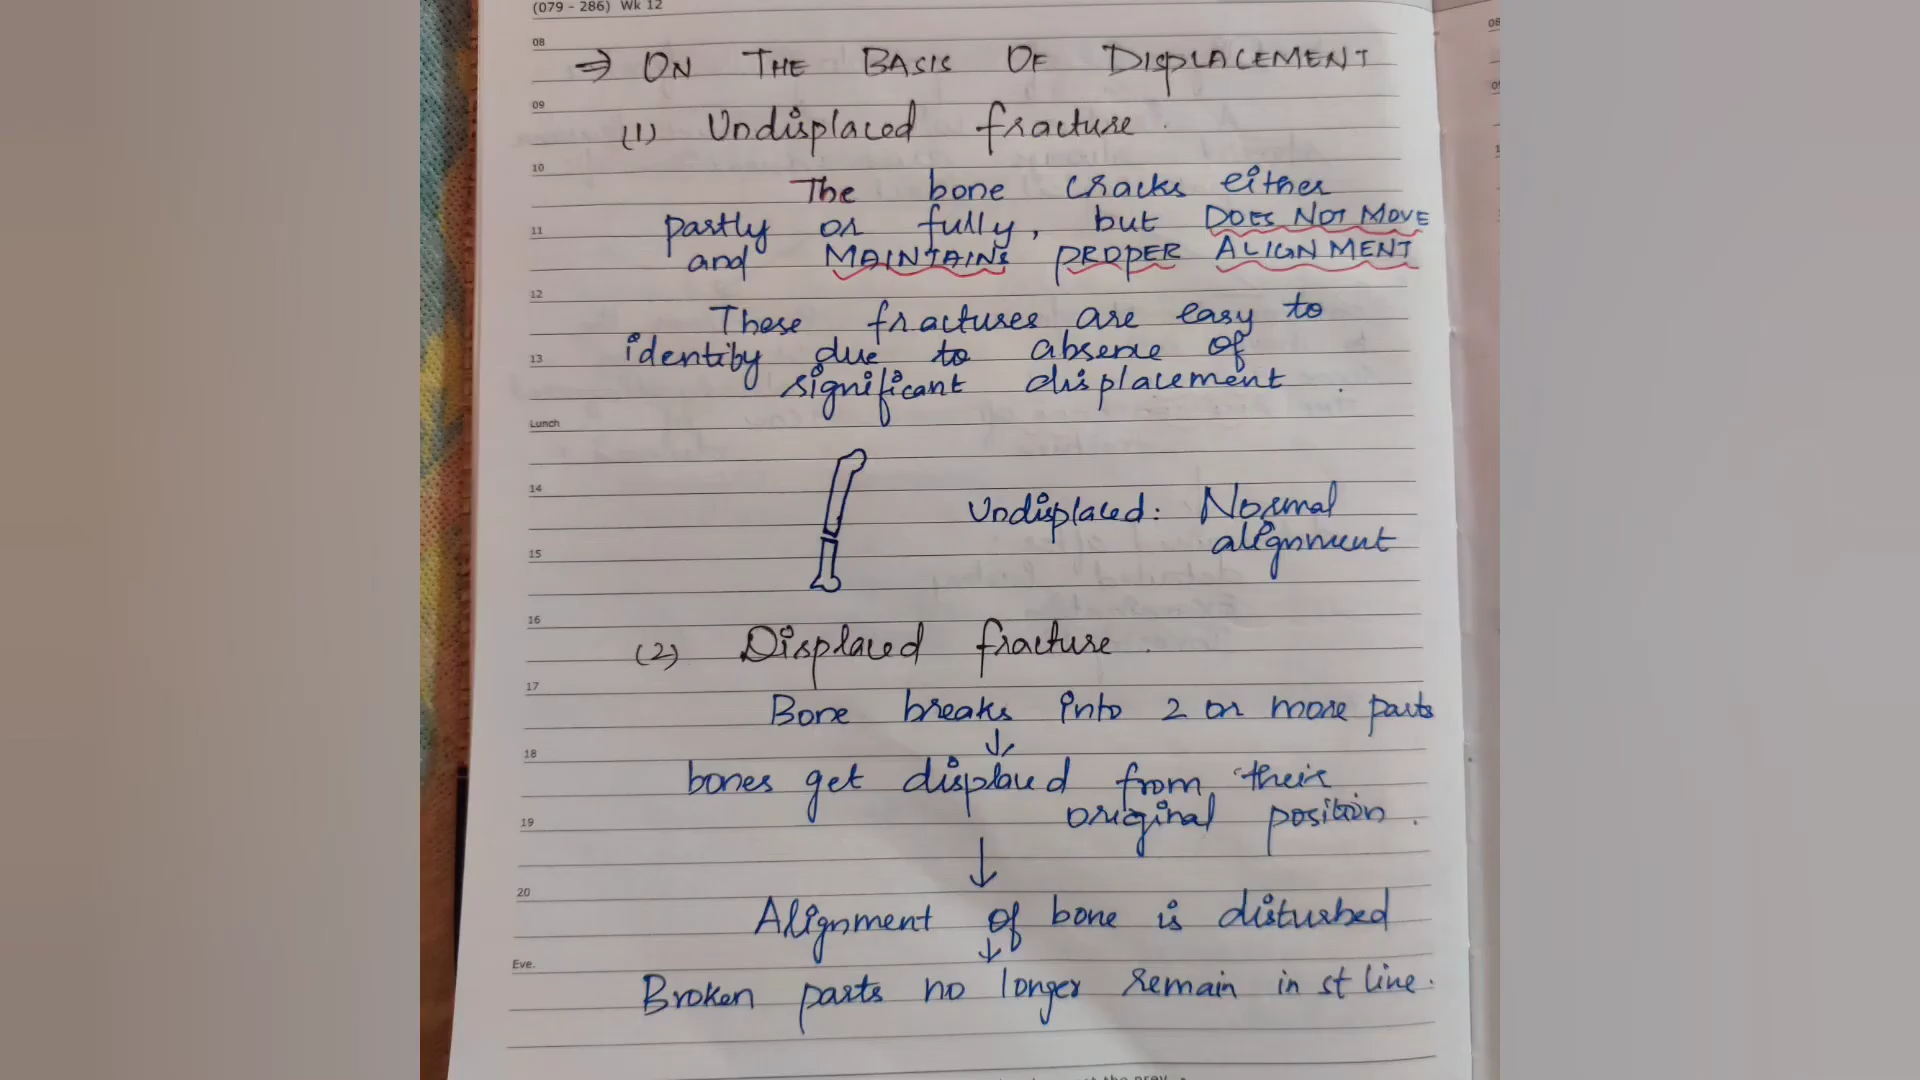 (079 - 286) Wk 12
08
⇒ ON THE BASIS OF DISPLACEMENT
09
(1) Undisplaced fracture.
10
The bone cracks either
11
partly or fully, but DOES NOT MOVE
and MAINTAINS PROPER ALIGNMENT
12
These fractures are easy to
13
identify due to absence of
significant displacement.
Lunch
14
Undisplaced: Normal
alignment
15
16
(2) Displaced fracture.
17
Bone breaks into 2 or more parts
↓
18
bones get displaced from their
19
original position.
↓
20
Alignment of bone is disturbed
↓
Eve.
Broken parts no longer remain in st line.